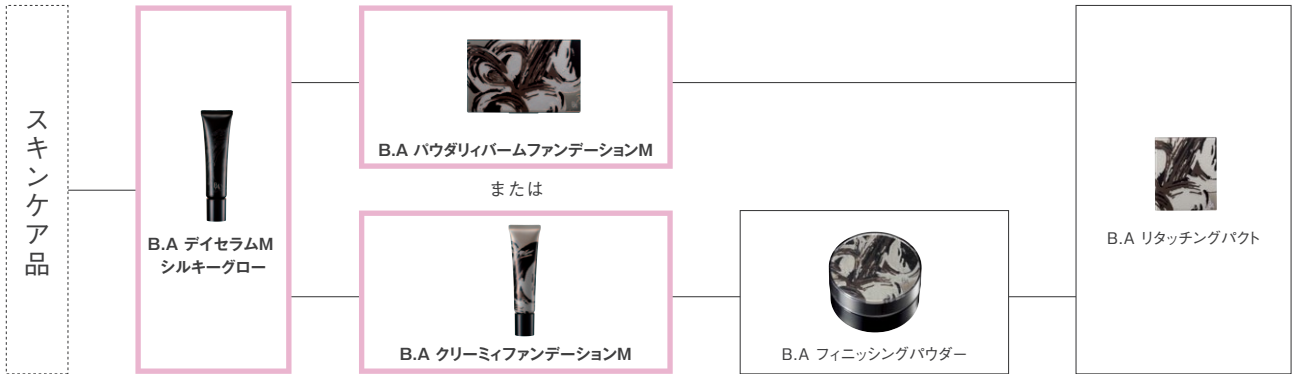 スキンケア品
B.A デイセラムM
シルキーグロー
B.A パウダリィバームファンデーションM
または
B.A クリーミィファンデーションM
B.A フィニッシングパウダー
B.A リタッチングパクト